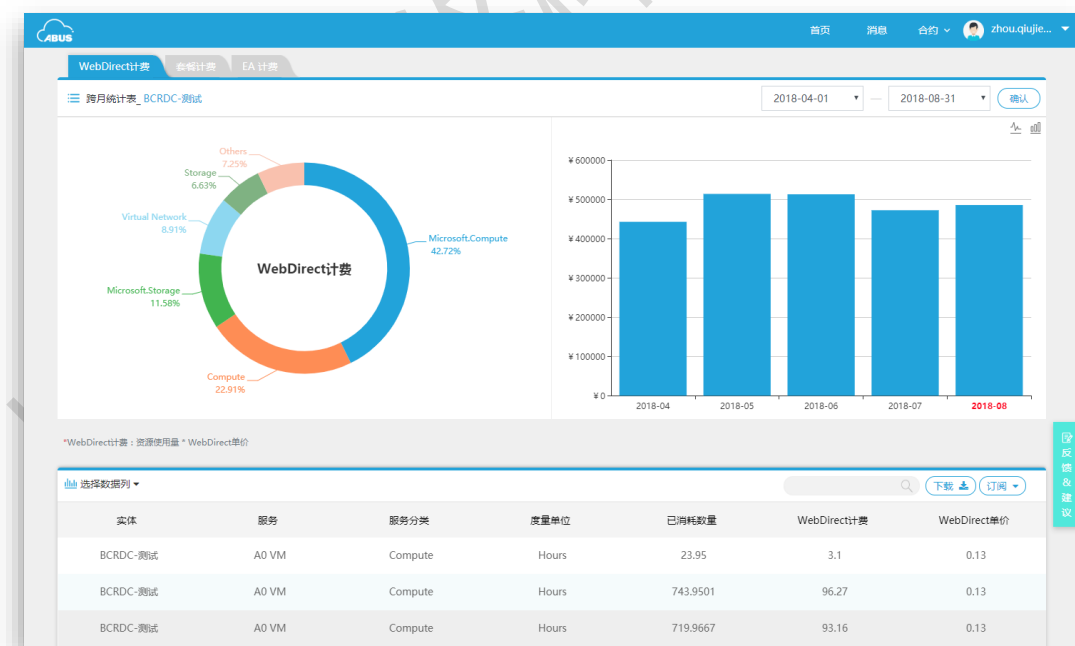 ABUS
首页 消息 合约 zhou.qiujie...
WebDirect计费 套餐计费 EA 计费
跨月统计表_ BCRDC-测试 2018-04-01 — 2018-08-31 确认
Others
7.25%
Storage
6.63%
Virtual Network
8.91%
Microsoft.Storage
11.58%
Compute
22.91%
Microsoft.Compute
42.72%
WebDirect计费
¥600000
¥500000
¥400000
¥300000
¥200000
¥100000
¥0
2018-04 2018-05 2018-06 2018-07 2018-08
*WebDirect计费：资源使用量 * WebDirect单价
反馈&建议
选择数据列 下载 订阅
实体 服务 服务分类 度量单位 已消耗数量 WebDirect计费 WebDirect单价
BCRDC-测试 A0 VM Compute Hours 23.95 3.1 0.13
BCRDC-测试 A0 VM Compute Hours 743.9501 96.27 0.13
BCRDC-测试 A0 VM Compute Hours 719.9667 93.16 0.13